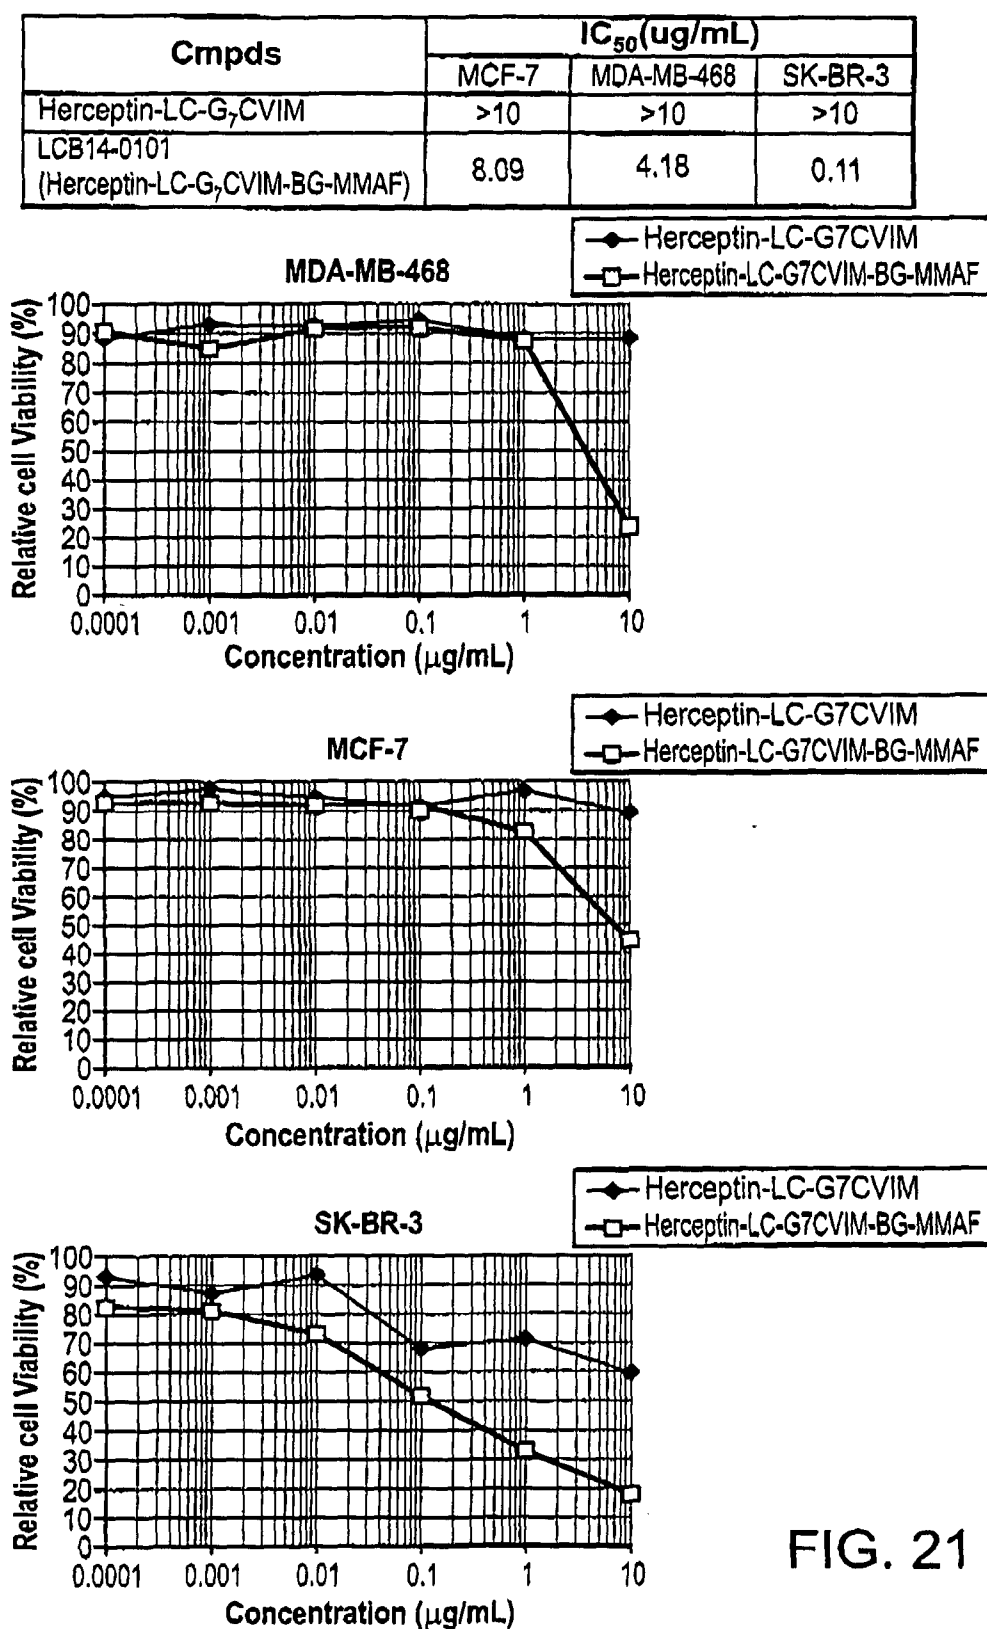 Cmpds
IC50(ug/mL)
MCF-7 MDA-MB-468 SK-BR-3
Herceptin-LC-G7CVIM >10 >10 >10
LCB14-0101
(Herceptin-LC-G7CVIM-BG-MMAF) 8.09 4.18 0.11
Herceptin-LC-G7CVIM
Herceptin-LC-G7CVIM-BG-MMAF
MDA-MB-468
Relative cell Viability (%)
100
90
80
70
60
50
40
30
20
10
0
0.0001 0.001 0.01 0.1 1 10
Concentration (µg/mL)
Herceptin-LC-G7CVIM
Herceptin-LC-G7CVIM-BG-MMAF
MCF-7
Relative cell Viability (%)
100
90
80
70
60
50
40
30
20
10
0
0.0001 0.001 0.01 0.1 1 10
Concentration (µg/mL)
Herceptin-LC-G7CVIM
Herceptin-LC-G7CVIM-BG-MMAF
SK-BR-3
Relative cell Viability (%)
100
90
80
70
60
50
40
30
20
10
0
0.0001 0.001 0.01 0.1 1 10
Concentration (µg/mL)
FIG. 21